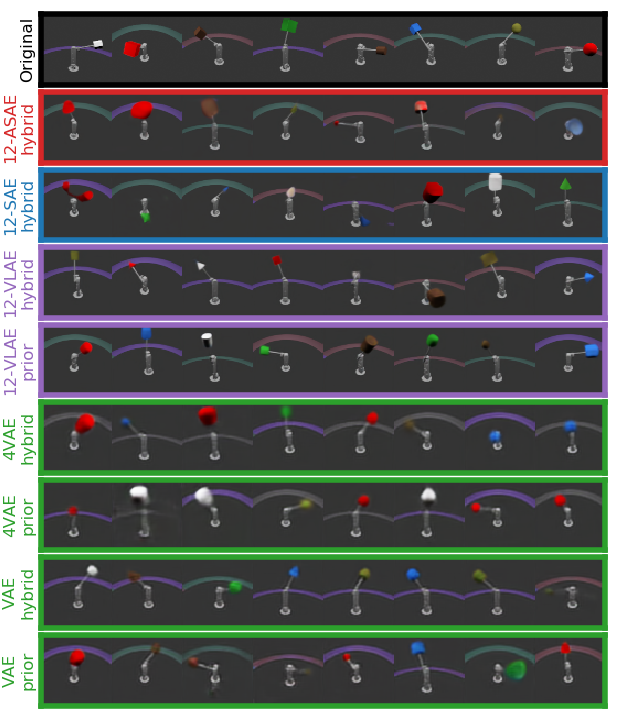 Original
12-ASAE
hybrid
12-SAE
hybrid
12-VLAE
hybrid
12-VLAE
prior
4VAE
hybrid
4VAE
prior
VAE
hybrid
VAE
prior